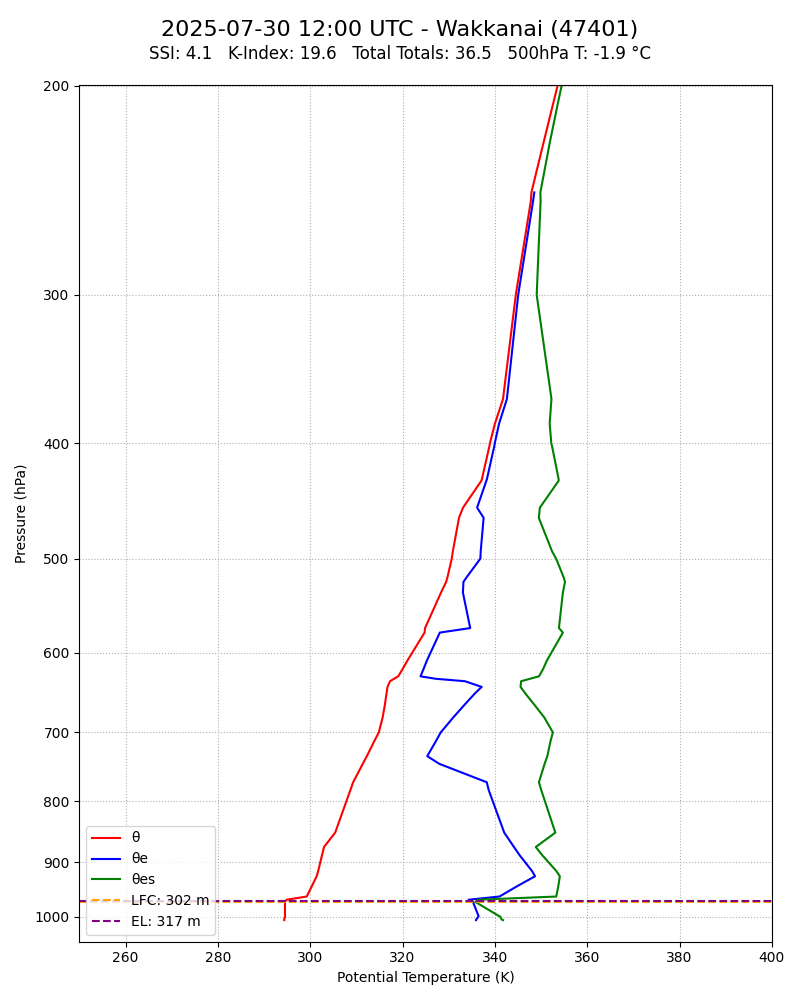 2025-07-30 12:00 UTC - Wakkanai (47401)
SSI: 4.1 K-Index: 19.6 Total Totals: 36.5 500hPa T: -1.9 °C
200
300
400
500
600
700
800
900
1000
Pressure (hPa)
θ
θe
θes
LFC: 302 m
EL: 317 m
260 280 300 320 340 360 380 400
Potential Temperature (K)